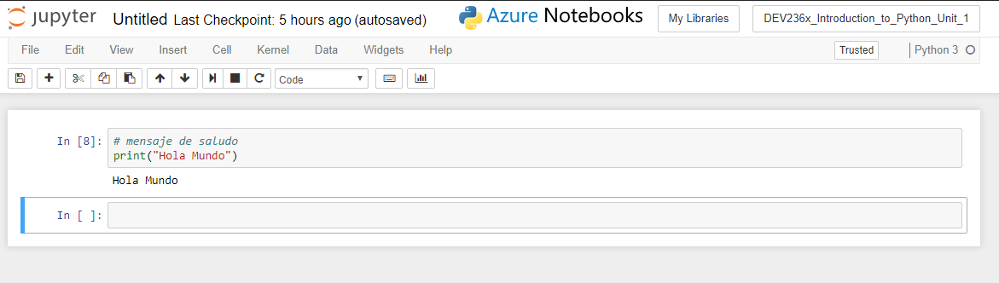 jupyter Untitled Last Checkpoint: 5 hours ago (autosaved) Azure Notebooks My Libraries DEV236x_Introduction_to_Python_Unit_1
File Edit View Insert Cell Kernel Data Widgets Help Trusted Python 3
Code
In [8]: # mensaje de saludo
print("Hola Mundo")
Hola Mundo
In [ ]: